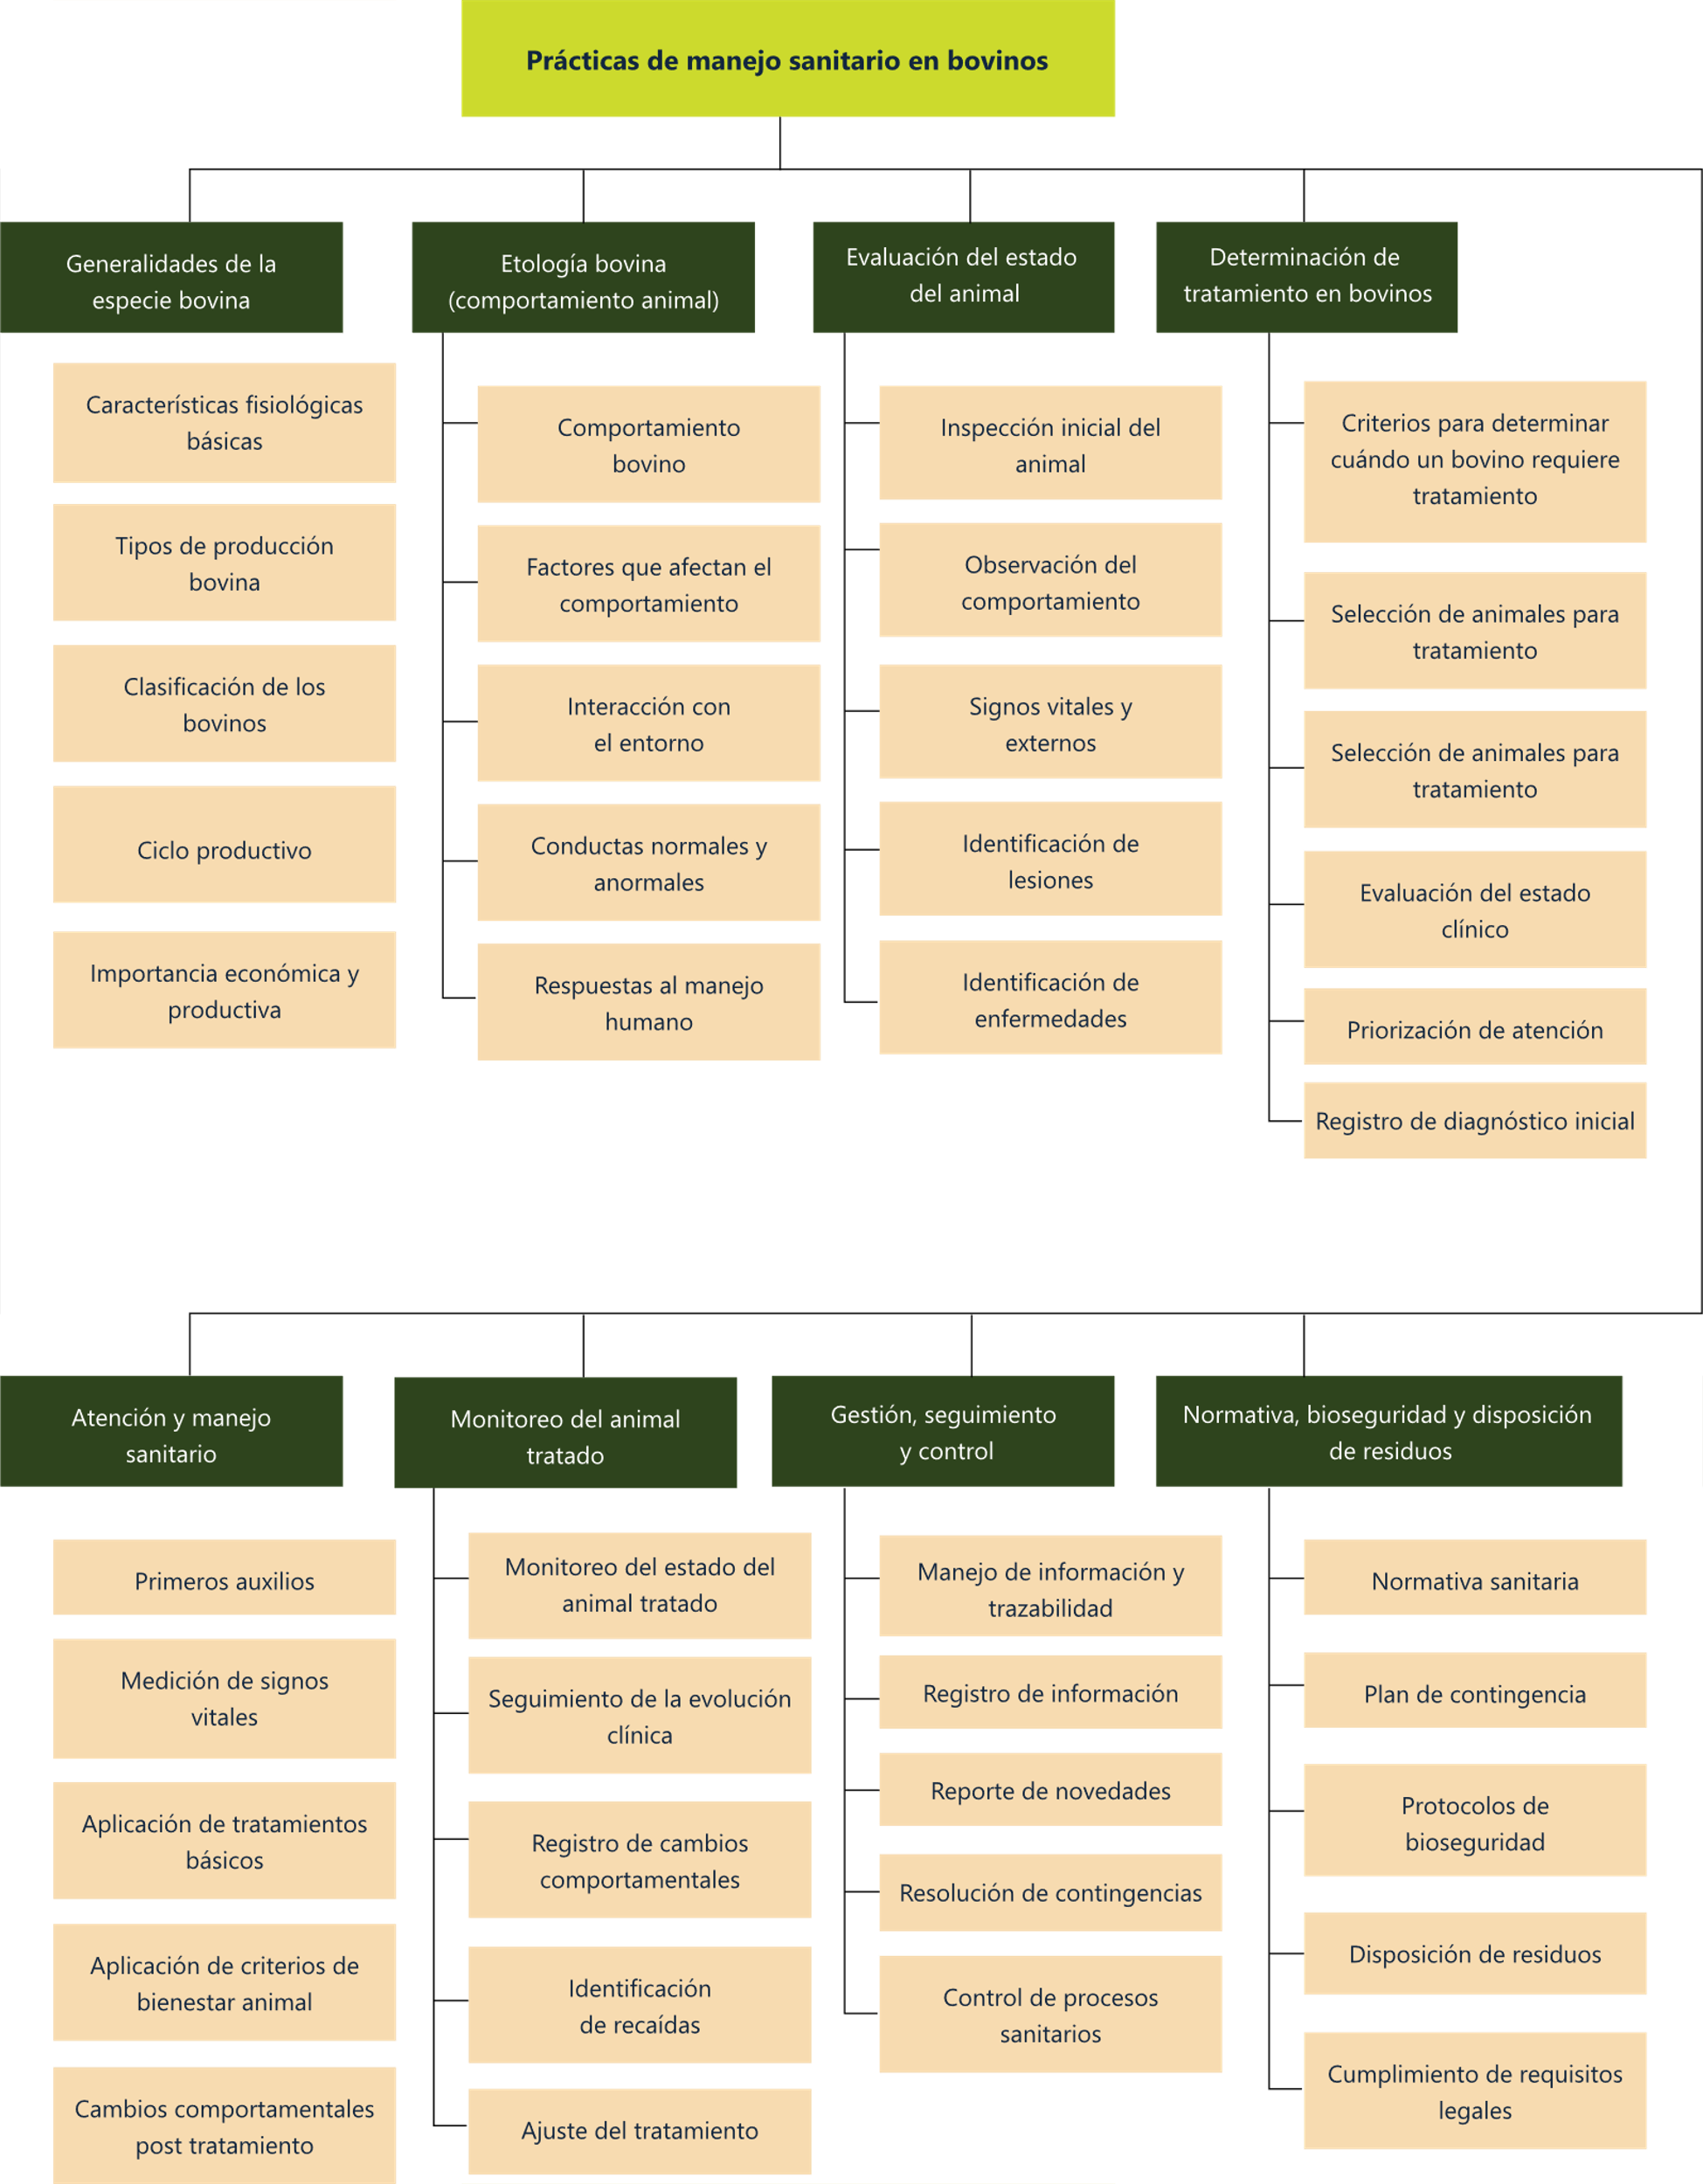 Prácticas de manejo sanitario en bovinos
Generalidades de la
especie bovina
Características fisiológicas
básicas
Tipos de producción
bovina
Clasificación de los
bovinos
Ciclo productivo
Importancia económica y
productiva
Etología bovina
(comportamiento animal)
Comportamiento
bovino
Factores que afectan el
comportamiento
Interacción con
el entorno
Conductas normales y
anormales
Respuestas al manejo
humano
Evaluación del estado
del animal
Inspección inicial del
animal
Observación del
comportamiento
Signos vitales y
externos
Identificación de
lesiones
Identificación de
enfermedades
Determinación de
tratamiento en bovinos
Criterios para determinar
cuándo un bovino requiere
tratamiento
Selección de animales para
tratamiento
Selección de animales para
tratamiento
Evaluación del estado
clínico
Priorización de atención
Registro de diagnóstico inicial
Atención y manejo
sanitario
Primeros auxilios
Medición de signos
vitales
Aplicación de tratamientos
básicos
Aplicación de criterios de
bienestar animal
Cambios comportamentales
post tratamiento
Monitoreo del animal
tratado
Monitoreo del estado del
animal tratado
Seguimiento de la evolución
clínica
Registro de cambios
comportamentales
Identificación
de recaídas
Ajuste del tratamiento
Gestión, seguimiento
y control
Manejo de información y
trazabilidad
Registro de información
Reporte de novedades
Resolución de contingencias
Control de procesos
sanitarios
Normativa, bioseguridad y disposición
de residuos
Normativa sanitaria
Plan de contingencia
Protocolos de
bioseguridad
Disposición de residuos
Cumplimiento de requisitos
legales